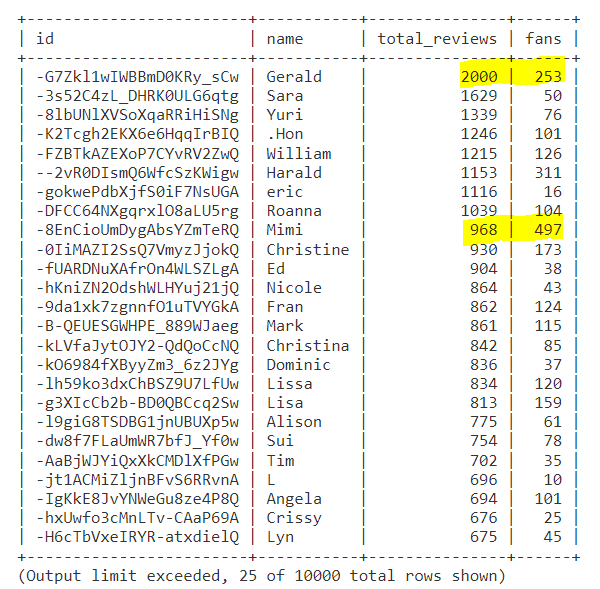 +-------------------------+-----------+---------------+------+
| id | name | total_reviews | fans |
+-------------------------+-----------+---------------+------+
| -G7Zkl1wIWBBmD0KRy_sCw | Gerald | 2000 | 253 |
| -3s52C4zL_DHRK0ULG6qtg | Sara | 1629 | 50 |
| -8lbUNlXVSoXqaRRiHiSNg | Yuri | 1339 | 76 |
| -K2Tcgh2EKX6e6HqqIrBIQ | .Hon | 1246 | 101 |
| -FZBTkAZEXoP7CYvRV2ZwQ | William | 1215 | 126 |
| --2vR0DIsmQ6WfcSzKWigw | Harald | 1153 | 311 |
| -gokwePdbXjfS0iF7NsUGA | eric | 1116 | 16 |
| -DFCC64NXgqrxlO8aLU5rg | Roanna | 1039 | 104 |
| -8EnCioUmDygAbsYZmTeRQ | Mimi | 968 | 497 |
| -0IiMAZI2SsQ7VmyzJjokQ | Christine | 930 | 173 |
| -fUARDNuXAfrOn4WLSZLgA | Ed | 904 | 38 |
| -hKniZN2OdshWLHYuj21jQ | Nicole | 864 | 43 |
| -9da1xk7zgnnfO1uTVYGkA | Fran | 862 | 124 |
| -B-QEUESGWHPE_889WJaeg | Mark | 861 | 115 |
| -kLVfaJytOJY2-QdQoCcNQ | Christina | 842 | 85 |
| -kO6984fXByyZm3_6z2JYg | Dominic | 836 | 37 |
| -lh59ko3dxChBSZ9U7LfUw | Lissa | 834 | 120 |
| -g3XIcCb2b-BD0QBCcq2Sw | Lisa | 813 | 159 |
| -l9giG8TSDBG1jnUBUXp5w | Alison | 775 | 61 |
| -dw8f7FLaUmWR7bfJ_Yf0w | Sui | 754 | 78 |
| -AaBjWJYiQxXkCMDlXfPGw | Tim | 702 | 35 |
| -jt1ACMiZljnBFvS6RRvnA | L | 696 | 10 |
| -IgKkE8JvYNWeGu8ze4P8Q | Angela | 694 | 101 |
| -hxUwfo3cMnLTv-CAaP69A | Crissy | 676 | 25 |
| -H6cTbVxeIRYR-atxdielQ | Lyn | 675 | 45 |
+-------------------------+-----------+---------------+------+
(Output limit exceeded, 25 of 10000 total rows shown)